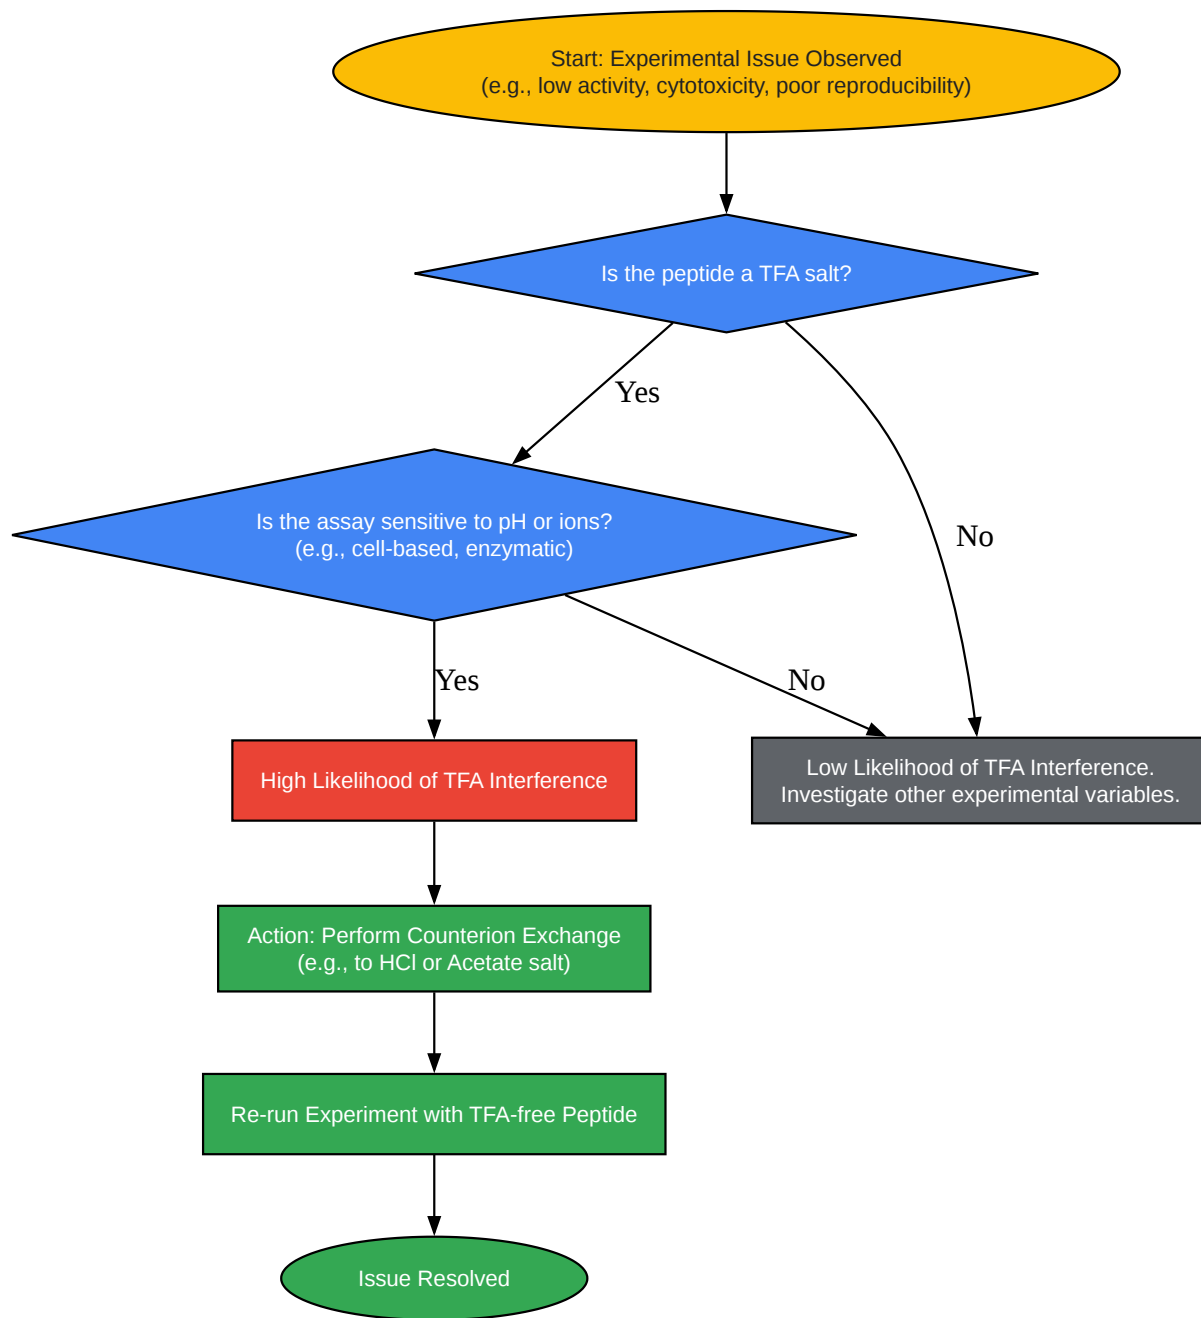 Start: Experimental Issue Observed
(e.g., low activity, cytotoxicity, poor reproducibility)
Is the peptide a TFA salt?
Yes
No
Is the assay sensitive to pH or ions?
(e.g., cell-based, enzymatic)
Yes
No
High Likelihood of TFA Interference
Low Likelihood of TFA Interference.
Investigate other experimental variables.
Action: Perform Counterion Exchange
(e.g., to HCl or Acetate salt)
Re-run Experiment with TFA-free Peptide
Issue Resolved